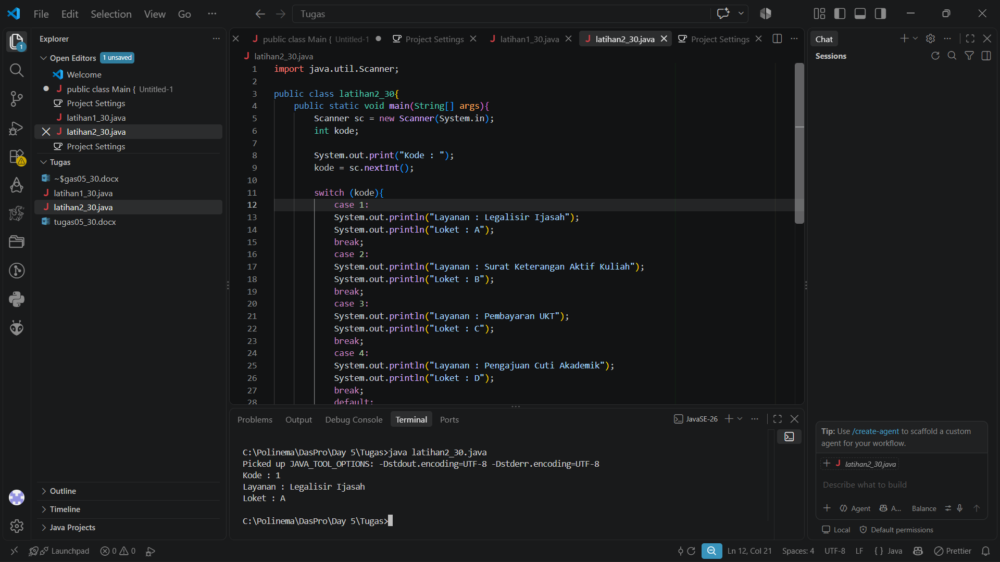 File Edit Selection View Go ··· Tugas
Explorer ···
Open Editors 1 unsaved
Welcome
public class Main { Untitled-1
Project Settings
latihan1_30.java
latihan2_30.java
Project Settings
Tugas
~$gas05_30.docx
latihan1_30.java
latihan2_30.java
tugas05_30.docx
Outline
Timeline
Java Projects
1
public class Main { Untitled-1 Project Settings latihan1_30.java latihan2_30.java Project Settings ···
latihan2_30.java
1 import java.util.Scanner;
2
3 public class latihan2_30{
4 public static void main(String[] args){
5 Scanner sc = new Scanner(System.in);
6 int kode;
7
8 System.out.print("Kode : ");
9 kode = sc.nextInt();
10
11 switch (kode){
12 case 1:
13 System.out.println("Layanan : Legalisir Ijasah");
14 System.out.println("Loket : A");
15 break;
16 case 2:
17 System.out.println("Layanan : Surat Keterangan Aktif Kuliah");
18 System.out.println("Loket : B");
19 break;
20 case 3:
21 System.out.println("Layanan : Pembayaran UKT");
22 System.out.println("Loket : C");
23 break;
24 case 4:
25 System.out.println("Layanan : Pengajuan Cuti Akademik");
26 System.out.println("Loket : D");
27 break;
28 default:
Problems Output Debug Console Terminal Ports JavaSE-26 ···
C:\Polinema\DasPro\Day 5\Tugas>java latihan2_30.java
Picked up JAVA_TOOL_OPTIONS: -Dstdout.encoding=UTF-8 -Dstderr.encoding=UTF-8
Kode : 1
Layanan : Legalisir Ijasah
Loket : A
C:\Polinema\DasPro\Day 5\Tugas>
Chat ···
Sessions
Tip: Use /create-agent to scaffold a custom
agent for your workflow.
latihan2_30.java
Describe what to build
Agent A... Balance
Local Default permissions
Launchpad 0 0 Ln 12, Col 21 Spaces: 4 UTF-8 LF {} Java Prettier